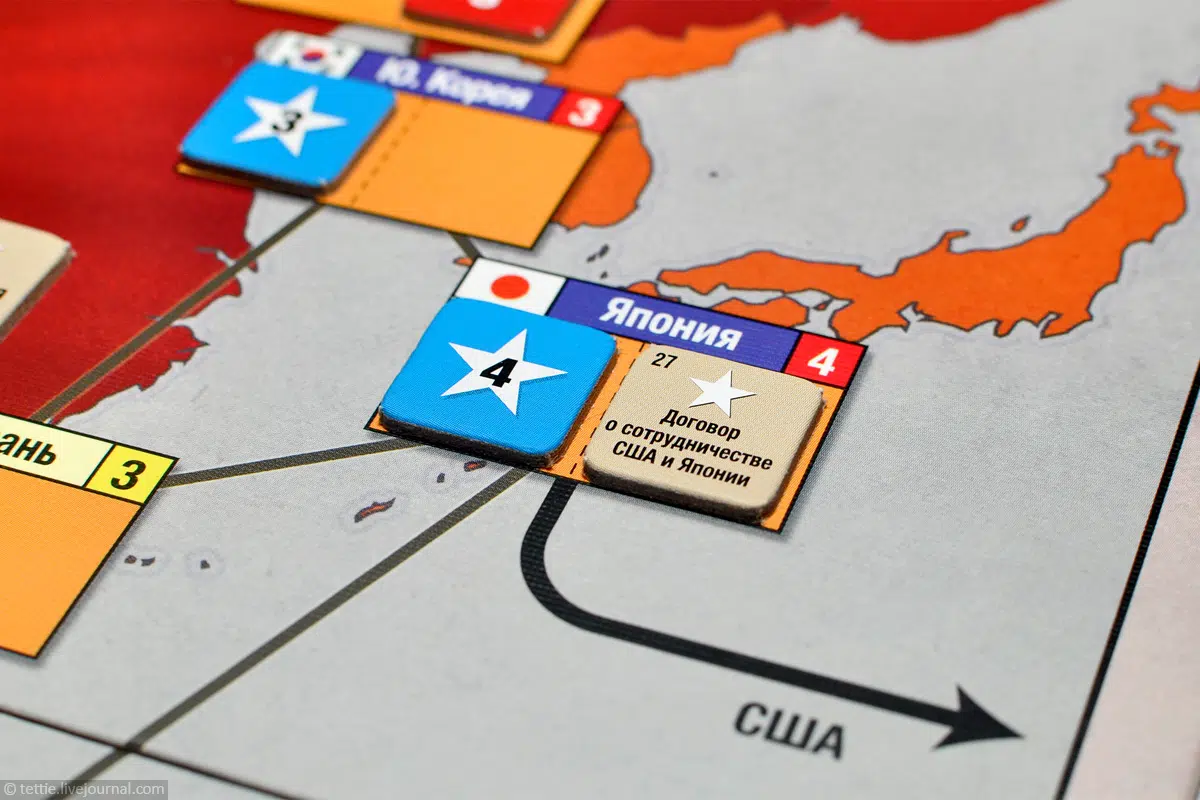 Ю. Корея
3
3
Япония
4
4
27
Договор
о сотрудничестве
США и Японии
ань
3
США
© tettie.livejournal.com